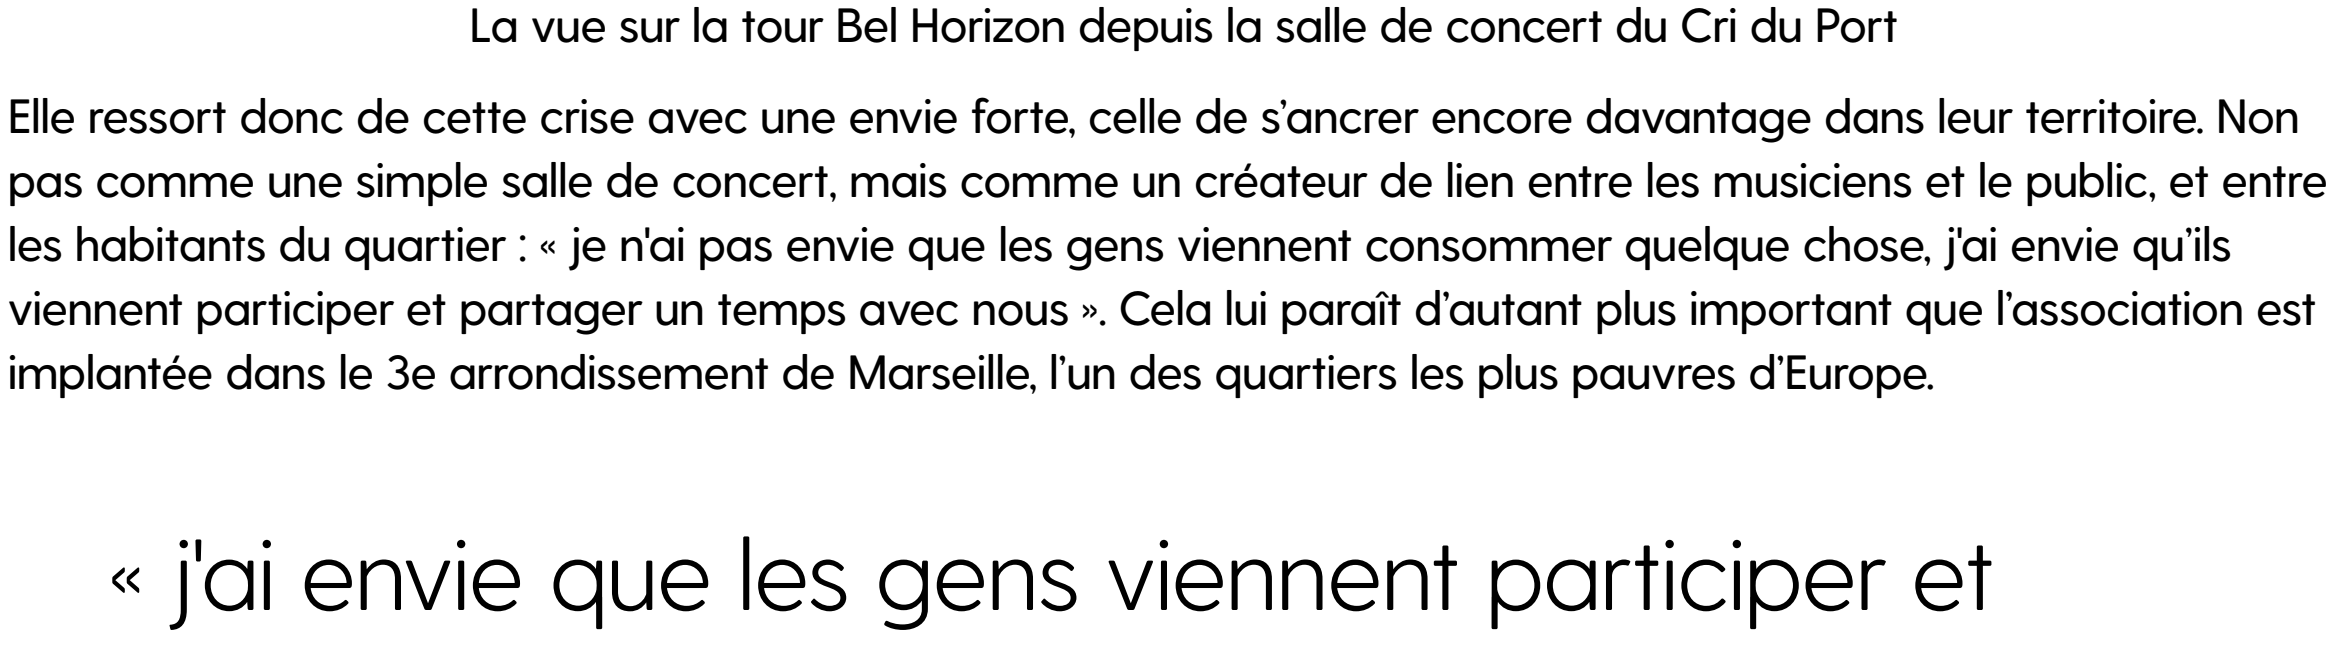 La vue sur la tour Bel Horizon depuis la salle de concert du Cri du Port
Elle ressort donc de cette crise avec une envie forte, celle de s’ancrer encore davantage dans leur territoire. Non
pas comme une simple salle de concert, mais comme un créateur de lien entre les musiciens et le public, et entre
les habitants du quartier : « je n'ai pas envie que les gens viennent consommer quelque chose, j'ai envie qu’ils
viennent participer et partager un temps avec nous ». Cela lui paraît d’autant plus important que l’association est
implantée dans le 3e arrondissement de Marseille, l’un des quartiers les plus pauvres d’Europe.
« j'ai envie que les gens viennent participer et